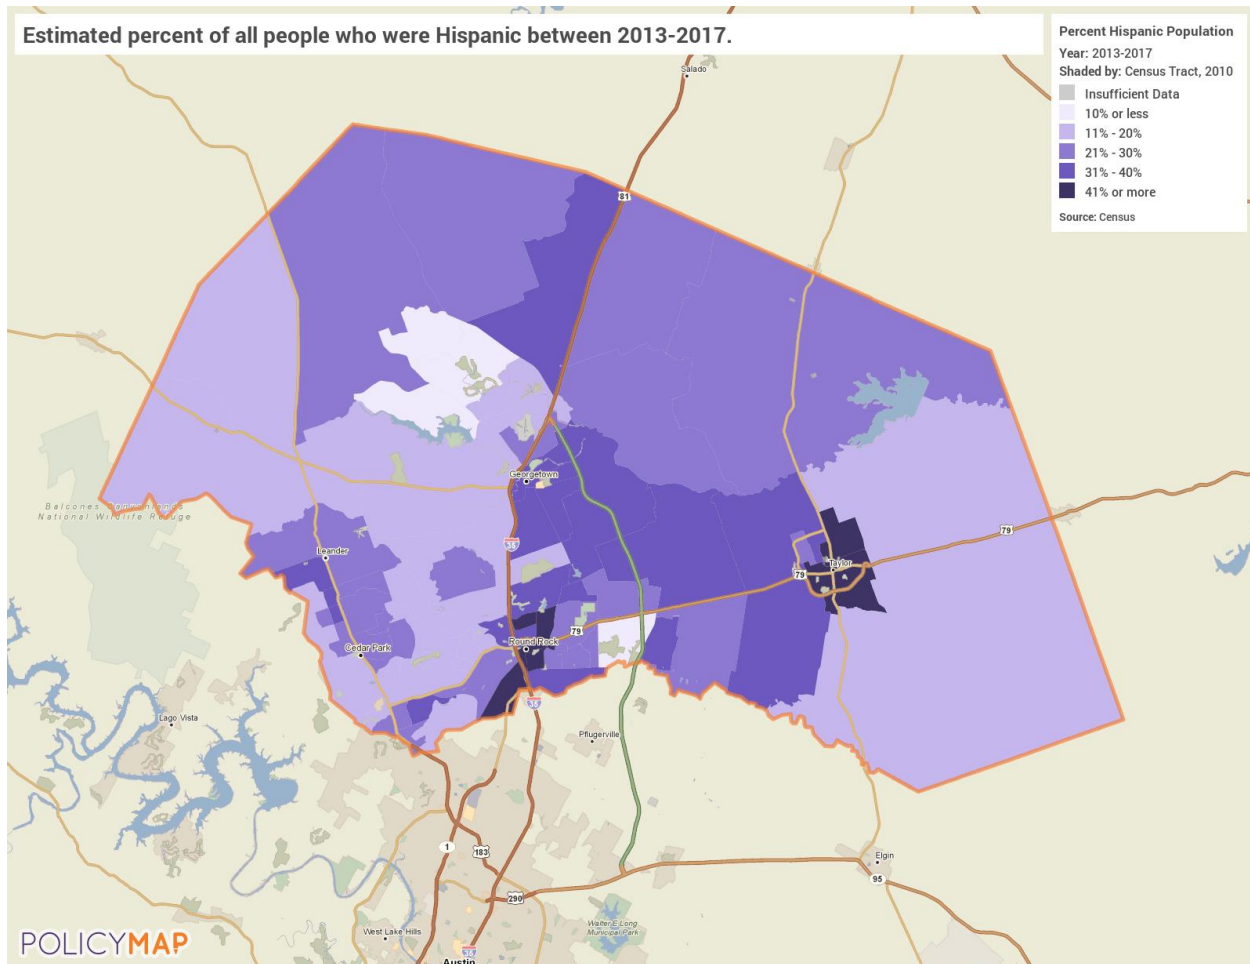 Estimated percent of all people who were Hispanic between 2013-2017.
Percent Hispanic Population
Year: 2013-2017
Shaded by: Census Tract, 2010
Insufficient Data
10% or less
11% - 20%
21% - 30%
31% - 40%
41% or more
Source: Census
Salado
81
Georgetown
Balcones Canyonlands
National Wildlife Refuge
79
35
Leander
Taylor
79
79
Round Rock
Cedar Park
35
Lago Vista
Pflugerville
1
183
Elgin
95
290
Walter E Long
Municipal Park
West Lake Hills
35
Austin
POLICYMAP